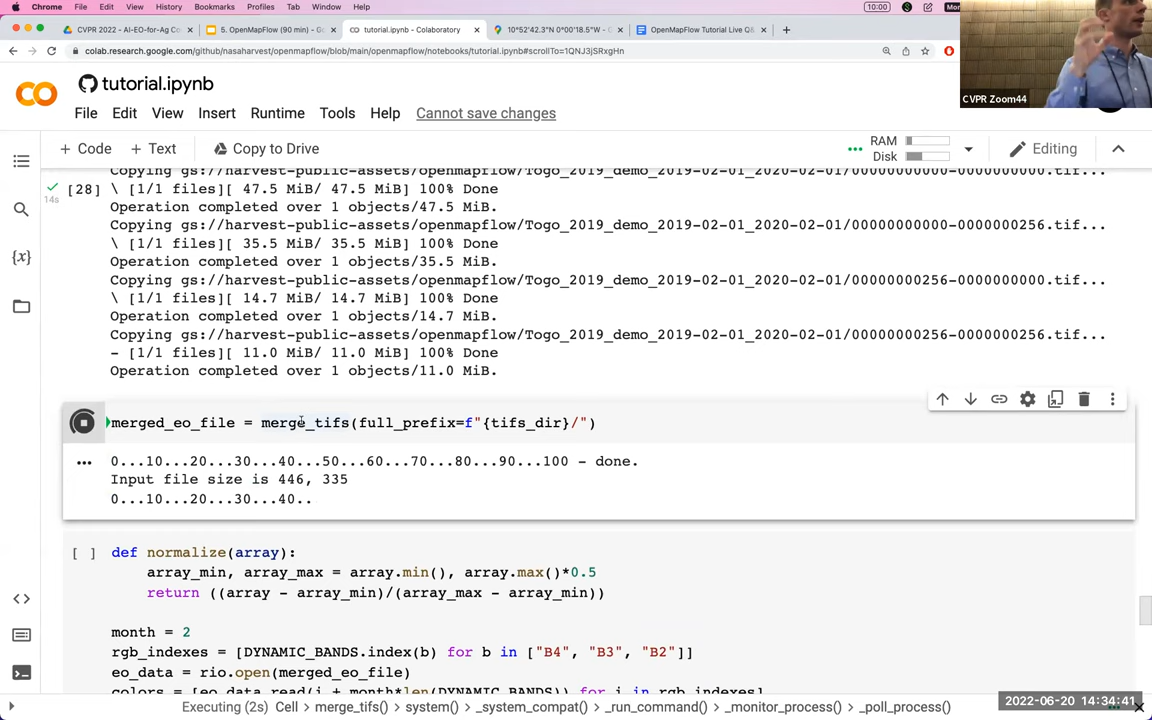 Chrome File Edit View History Bookmarks Profiles Tab Window Help 10:00
CVPR 2022 - AI-EO-for-Ag Co
5. OpenMapFlow (90 min) - Go
tutorial.ipynb - Colaboratory
10°52'42.3"N 0°00'18.5"W - G
OpenMapFlow Tutorial Live Q&
colab.research.google.com/github/nasaharvest/openmapflow/blob/main/openmapflow/notebooks/tutorial.ipynb#scrollTo=1QNJ3jSRxgHn
CVPR Zoom44
tutorial.ipynb
File Edit View Insert Runtime Tools Help Cannot save changes
+ Code + Text Copy to Drive
RAM
Disk
Editing
Copying gs://harvest-public-assets/openmapflow/Togo_2019_demo_2019-02-01_2020-02-01/0000000000-0000000000.tif...
[28]
14s
\ [1/1 files][ 47.5 MiB/ 47.5 MiB] 100% Done
Operation completed over 1 objects/47.5 MiB.
Copying gs://harvest-public-assets/openmapflow/Togo_2019_demo_2019-02-01_2020-02-01/0000000000-0000000256.tif...
\ [1/1 files][ 35.5 MiB/ 35.5 MiB] 100% Done
Operation completed over 1 objects/35.5 MiB.
Copying gs://harvest-public-assets/openmapflow/Togo_2019_demo_2019-02-01_2020-02-01/0000000256-0000000000.tif...
\ [1/1 files][ 14.7 MiB/ 14.7 MiB] 100% Done
Operation completed over 1 objects/14.7 MiB.
Copying gs://harvest-public-assets/openmapflow/Togo_2019_demo_2019-02-01_2020-02-01/0000000256-0000000256.tif...
- [1/1 files][ 11.0 MiB/ 11.0 MiB] 100% Done
Operation completed over 1 objects/11.0 MiB.
merged_eo_file = merge_tifs(full_prefix=f"{tifs_dir}/")
0...10...20...30...40...50...60...70...80...90...100 - done.
Input file size is 446, 335
0...10...20...30...40..
[ ] def normalize(array):
array_min, array_max = array.min(), array.max()*0.5
return ((array - array_min)/(array_max - array_min))
month = 2
rgb_indexes = [DYNAMIC_BANDS.index(b) for b in ["B4", "B3", "B2"]]
eo_data = rio.open(merged_eo_file)
colors = [eo_data.read(i + month*len(DYNAMIC_BANDS)) for i in rgb_indexes]
Executing (2s) Cell > merge_tifs() > system() > _system_compat() > _run_command() > _monitor_process() > _poll_process()
2022-06-20 14:34:41